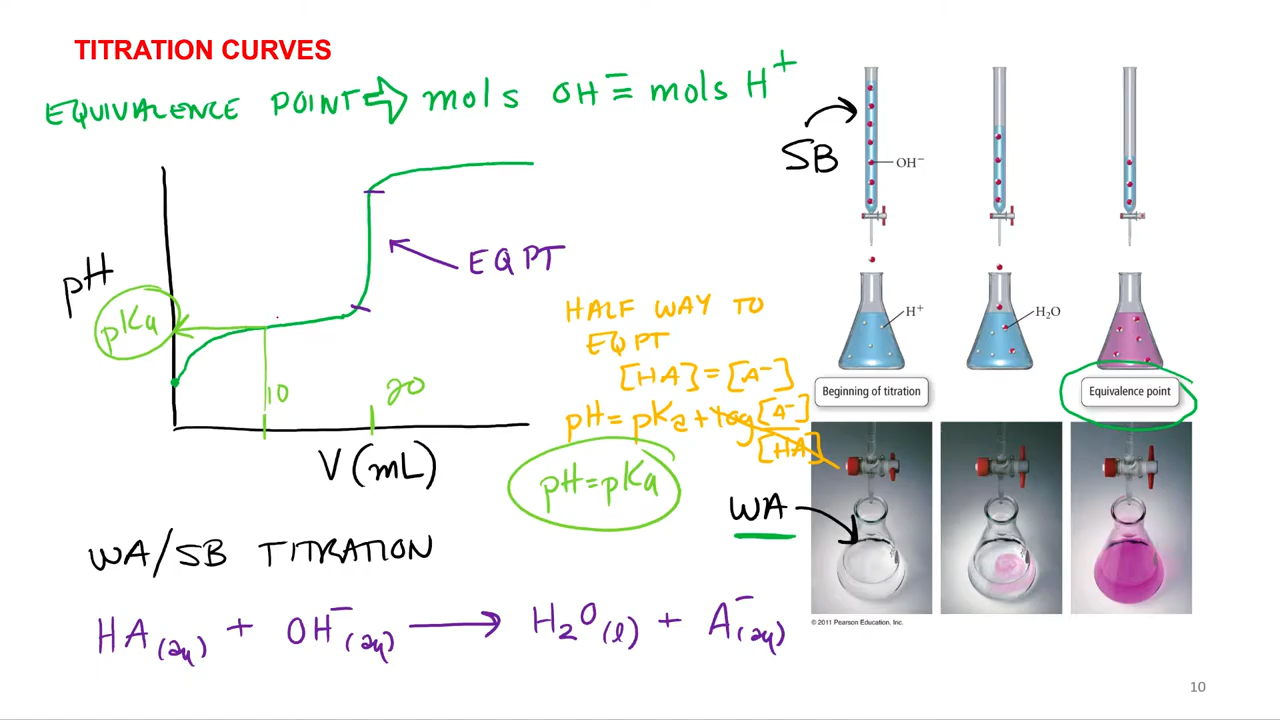 TITRATION CURVES
EQUIVALENCE POINT ⇒ mols OH⁻ = mols H⁺
SB
OH⁻
pH
pKa
EQPT
10
20
V (mL)
HALF WAY TO
EQPT
[HA] = [A⁻]
pH = pKa + log [A⁻]/[HA]
pH = pKa
H⁺
H₂O
Beginning of titration
Equivalence point
WA
WA/SB TITRATION
HA(aq) + OH⁻(aq) → H₂O(l) + A⁻(aq)
© 2011 Pearson Education, Inc.
10